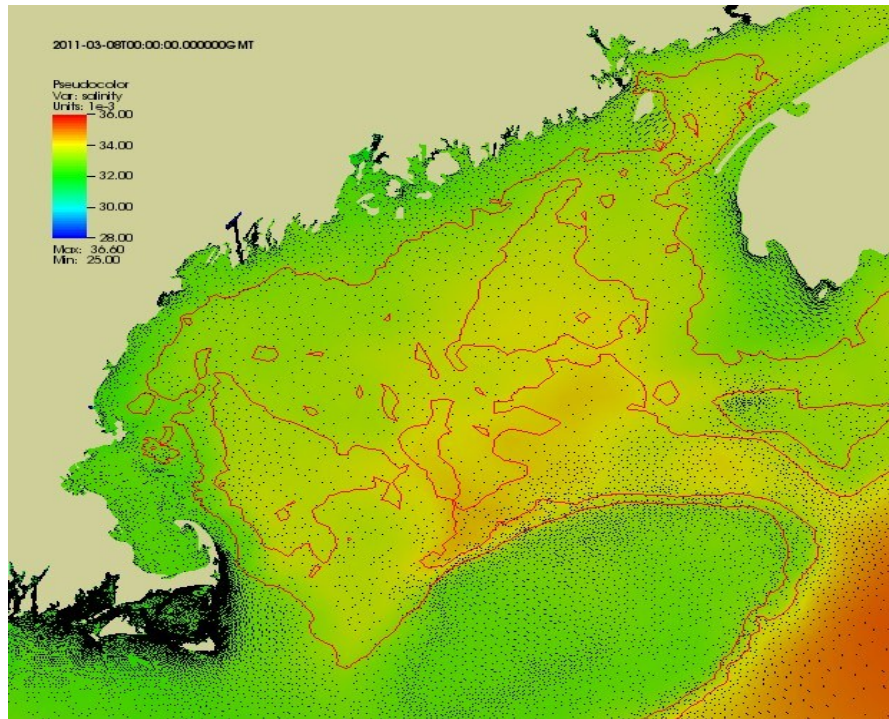 2011-03-08T00:00:00.000000GMT
Pseudocolor
Var: salinity
Units: 1e-3
36.00
34.00
32.00
30.00
28.00
Max: 36.60
Min: 25.00